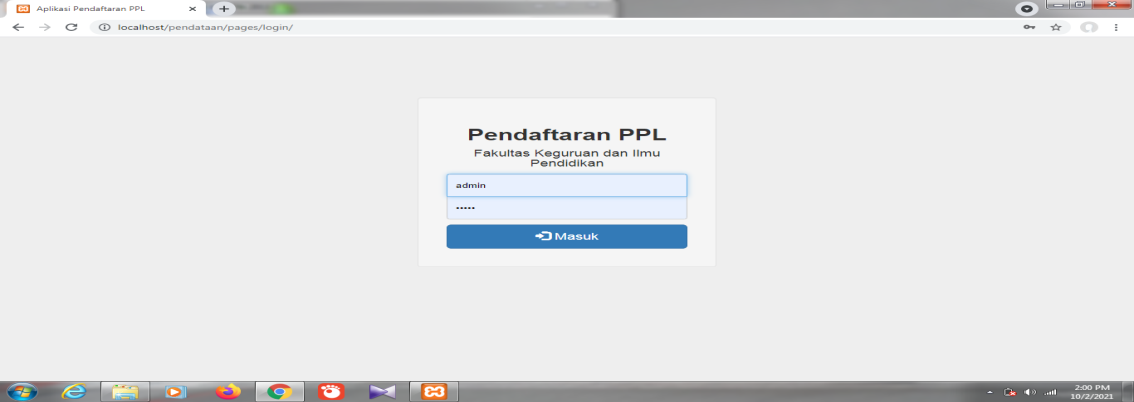 Aplikasi Pendaftaran PPL
localhost/pendataan/pages/login/
Pendaftaran PPL
Fakultas Keguruan dan Ilmu
Pendidikan
admin
•••••
Masuk
2:00 PM
10/2/2021